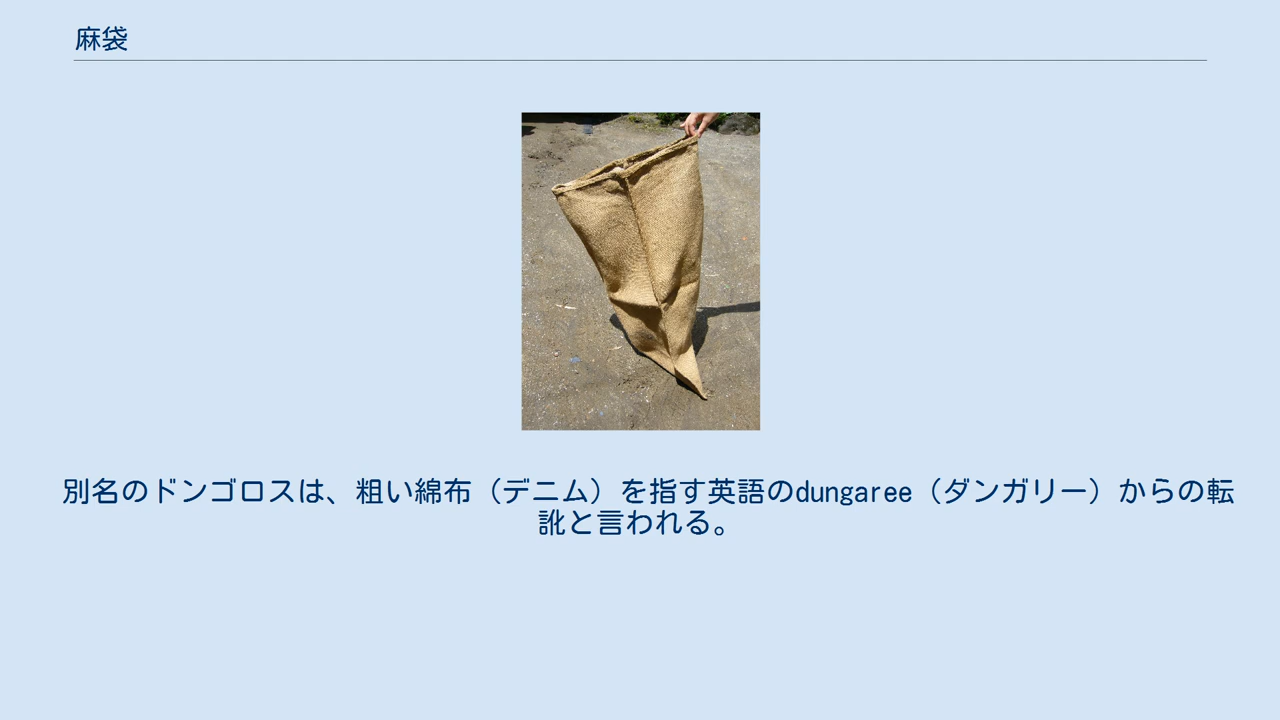 麻袋
別名のドンゴロスは、粗い綿布（デニム）を指す英語のdungaree（ダンガリー）からの転
訛と言われる。